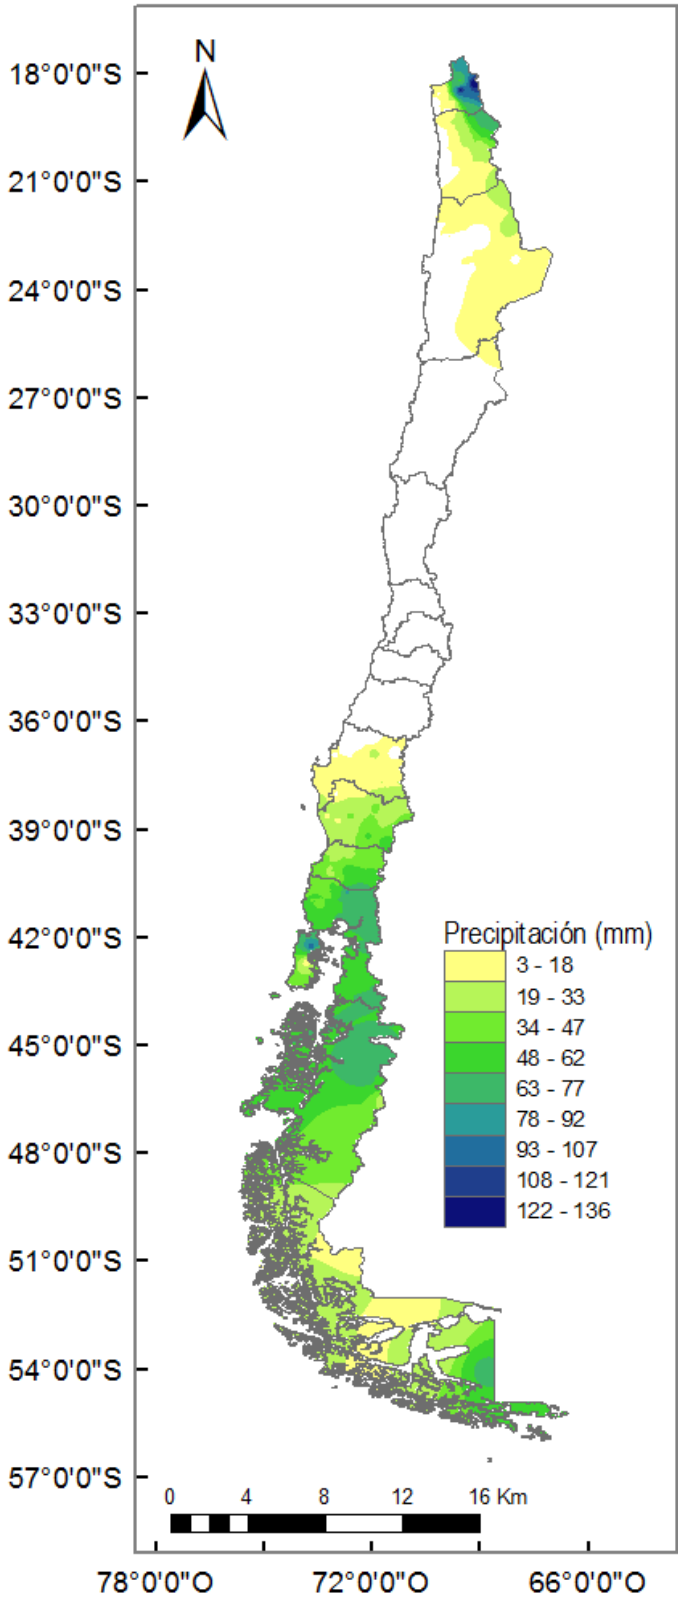 N
18°0'0"S
21°0'0"S
24°0'0"S
27°0'0"S
30°0'0"S
33°0'0"S
36°0'0"S
39°0'0"S
42°0'0"S
45°0'0"S
48°0'0"S
51°0'0"S
54°0'0"S
57°0'0"S
Precipitación (mm)
3 - 18
19 - 33
34 - 47
48 - 62
63 - 77
78 - 92
93 - 107
108 - 121
122 - 136
0 4 8 12 16 Km
78°0'0"O 72°0'0"O 66°0'0"O